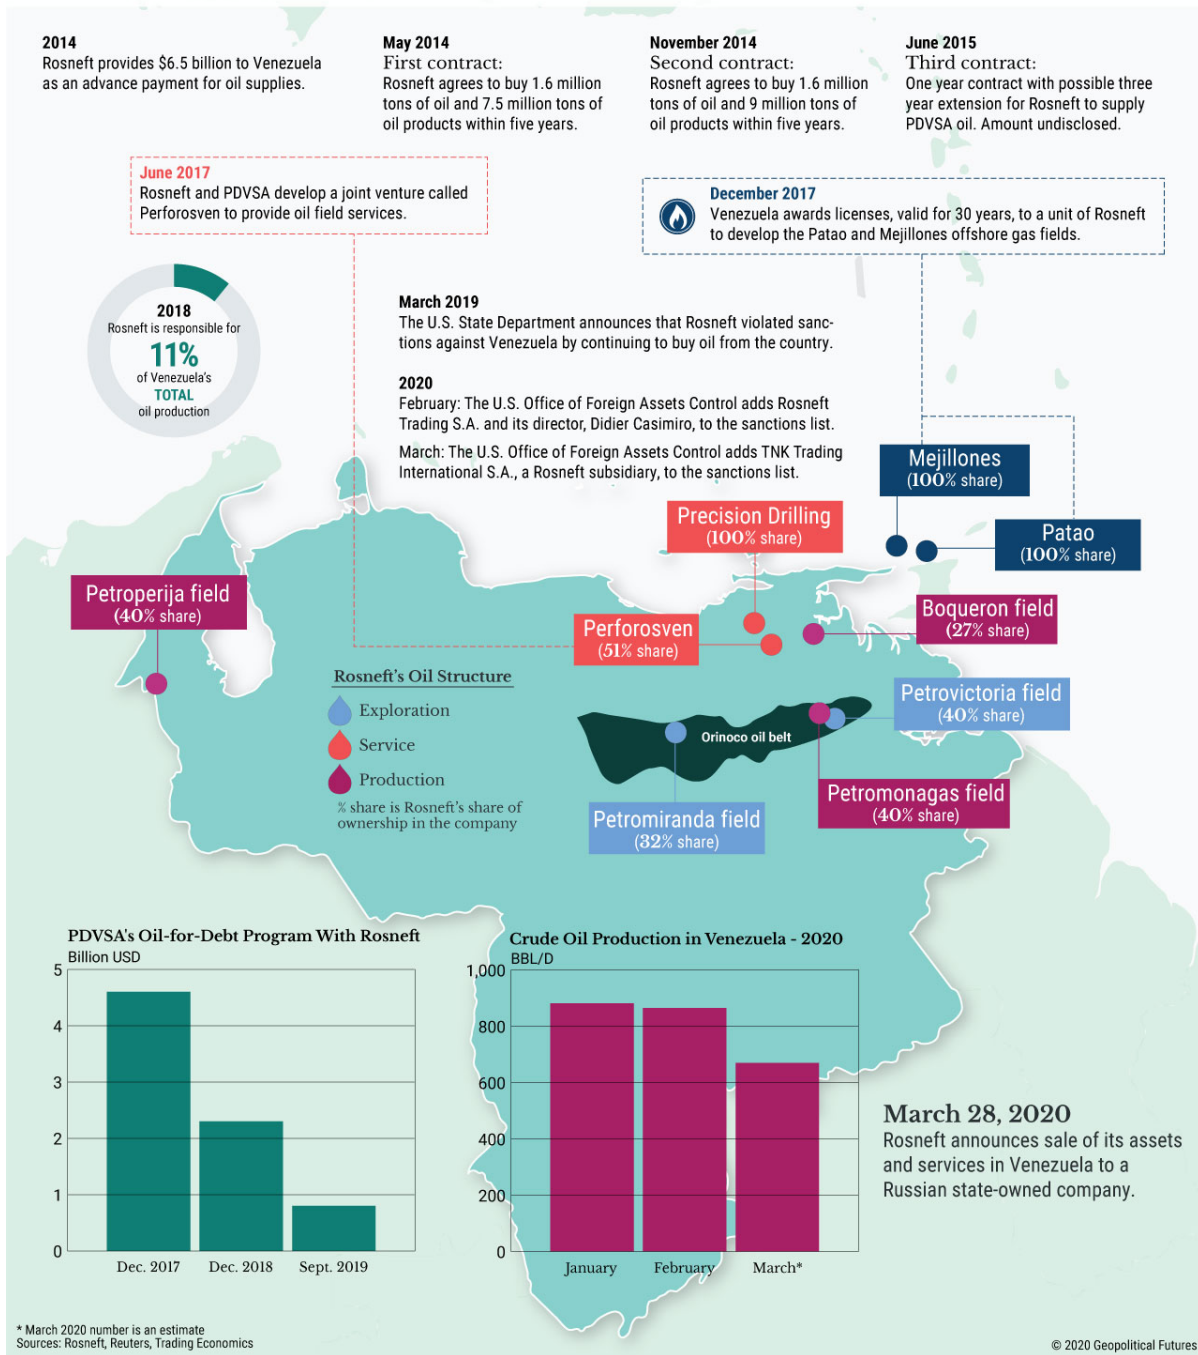 2014
Rosneft provides $6.5 billion to Venezuela
as an advance payment for oil supplies.
May 2014
First contract:
Rosneft agrees to buy 1.6 million
tons of oil and 7.5 million tons of
oil products within five years.
November 2014
Second contract:
Rosneft agrees to buy 1.6 million
tons of oil and 9 million tons of
oil products within five years.
June 2015
Third contract:
One year contract with possible three
year extension for Rosneft to supply
PDVSA oil. Amount undisclosed.
June 2017
Rosneft and PDVSA develop a joint venture called
Perforosven to provide oil field services.
December 2017
Venezuela awards licenses, valid for 30 years, to a unit of Rosneft
to develop the Patao and Mejillones offshore gas fields.
2018
Rosneft is responsible for
11%
of Venezuela's
TOTAL
oil production
March 2019
The U.S. State Department announces that Rosneft violated sanc-
tions against Venezuela by continuing to buy oil from the country.
2020
February: The U.S. Office of Foreign Assets Control adds Rosneft
Trading S.A. and its director, Didier Casimiro, to the sanctions list.
March: The U.S. Office of Foreign Assets Control adds TNK Trading
International S.A., a Rosneft subsidiary, to the sanctions list.
Mejillones
(100% share)
Precision Drilling
(100% share)
Patao
(100% share)
Petroperija field
(40% share)
Boqueron field
(27% share)
Perforosven
(51% share)
Rosneft's Oil Structure
Exploration
Service
Production
% share is Rosneft's share of
ownership in the company
Petrovictoria field
(40% share)
Orinoco oil belt
Petromonagas field
(40% share)
Petromiranda field
(32% share)
PDVSA's Oil-for-Debt Program With Rosneft
Billion USD
5
4
3
2
1
0
Dec. 2017
Dec. 2018
Sept. 2019
Crude Oil Production in Venezuela - 2020
BBL/D
1,000
800
600
400
200
0
January
February
March*
March 28, 2020
Rosneft announces sale of its assets
and services in Venezuela to a
Russian state-owned company.
* March 2020 number is an estimate
Sources: Rosneft, Reuters, Trading Economics
© 2020 Geopolitical Futures